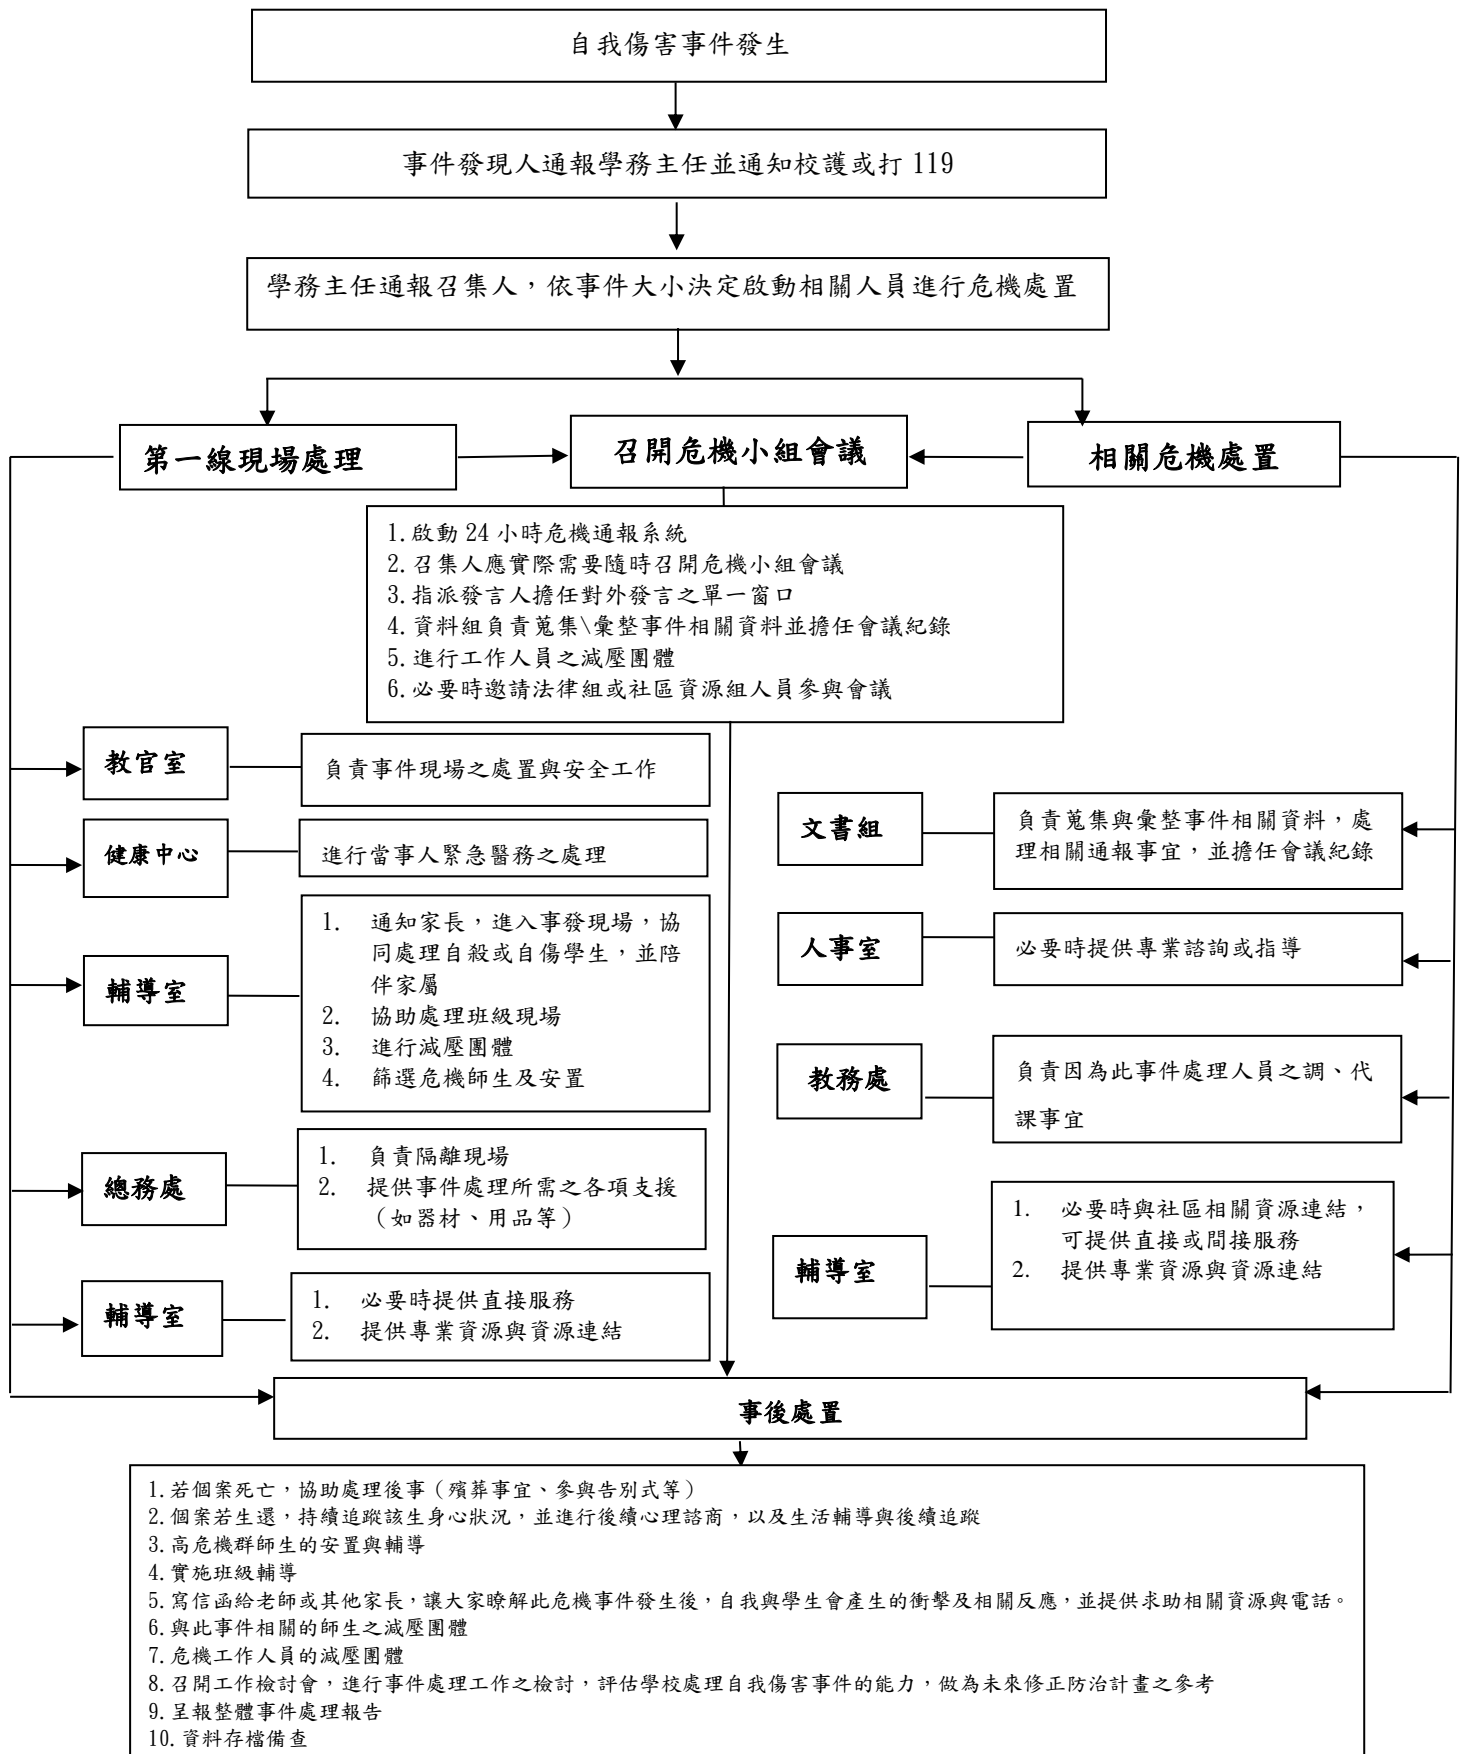 自我傷害事件發生
事件發現人通報學務主任並通知校護或打 119
學務主任通報召集人，依事件大小決定啟動相關人員進行危機處置
第一線現場處理
召開危機小組會議
相關危機處置
1.啟動 24 小時危機通報系統
2.召集人應實際需要隨時召開危機小組會議
3.指派發言人擔任對外發言之單一窗口
4.資料組負責蒐集\彙整事件相關資料並擔任會議紀錄
5.進行工作人員之減壓團體
6.必要時邀請法律組或社區資源組人員參與會議
教官室
負責事件現場之處置與安全工作
健康中心
進行當事人緊急醫務之處理
輔導室
1. 通知家長，進入事發現場，協
同處理自殺或自傷學生，並陪
伴家屬
2. 協助處理班級現場
3. 進行減壓團體
4. 篩選危機師生及安置
總務處
1. 負責隔離現場
2. 提供事件處理所需之各項支援
（如器材、用品等）
輔導室
1. 必要時提供直接服務
2. 提供專業資源與資源連結
文書組
負責蒐集與彙整事件相關資料，處
理相關通報事宜，並擔任會議紀錄
人事室
必要時提供專業諮詢或指導
教務處
負責因為此事件處理人員之調、代
課事宜
輔導室
1. 必要時與社區相關資源連結，
可提供直接或間接服務
2. 提供專業資源與資源連結
事後處置
1.若個案死亡，協助處理後事（殯葬事宜、參與告別式等）
2.個案若生還，持續追蹤該生身心狀況，並進行後續心理諮商，以及生活輔導與後續追蹤
3.高危機群師生的安置與輔導
4.實施班級輔導
5.寫信函給老師或其他家長，讓大家瞭解此危機事件發生後，自我與學生會產生的衝擊及相關反應，並提供求助相關資源與電話。
6.與此事件相關的師生之減壓團體
7.危機工作人員的減壓團體
8.召開工作檢討會，進行事件處理工作之檢討，評估學校處理自我傷害事件的能力，做為未來修正防治計畫之參考
9.呈報整體事件處理報告
10.資料存檔備查